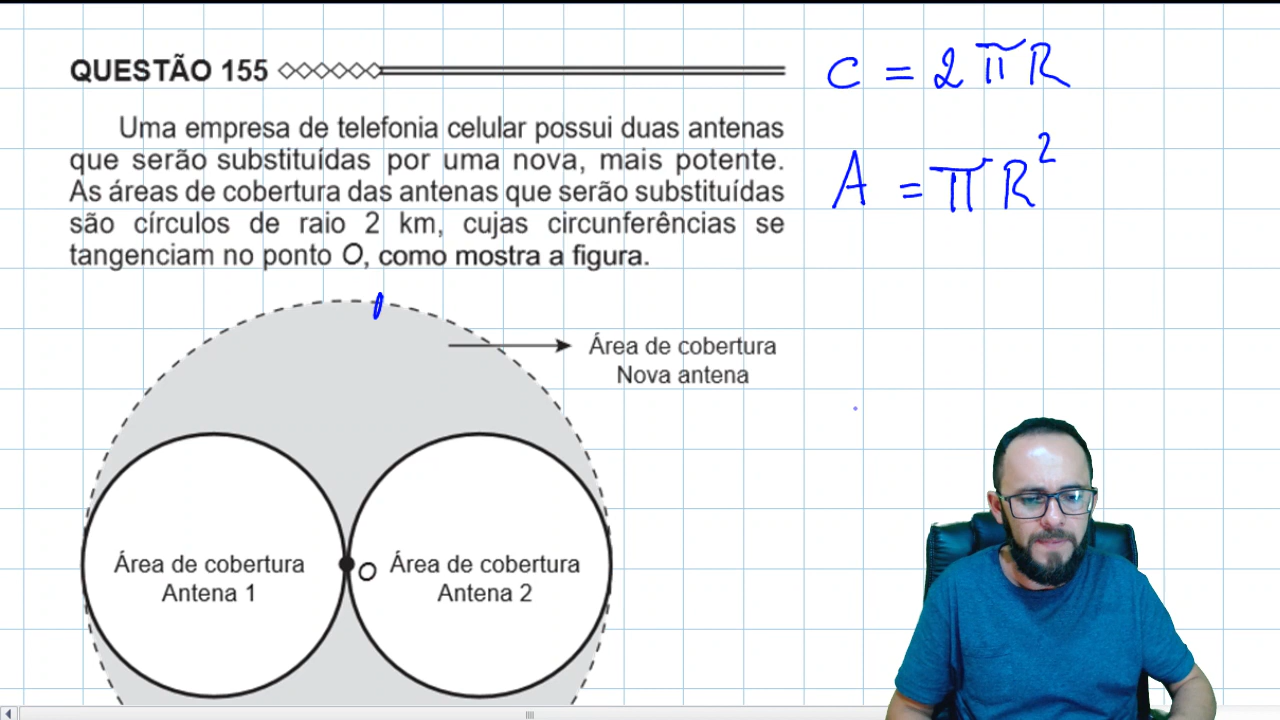 QUESTÃO 155
Uma empresa de telefonia celular possui duas antenas
que serão substituídas por uma nova, mais potente.
As áreas de cobertura das antenas que serão substituídas
são círculos de raio 2 km, cujas circunferências se
tangenciam no ponto O, como mostra a figura.
C = 2πR
A = πR²
Área de cobertura
Nova antena
Área de cobertura
Antena 1
O
Área de cobertura
Antena 2